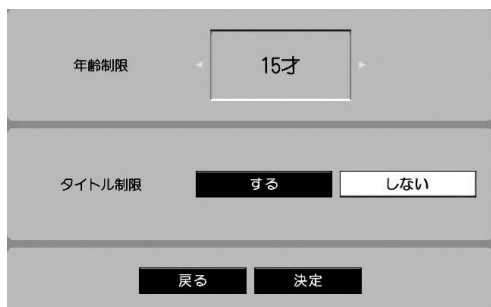 年齢制限 15才
タイトル制限 する しない
戻る 決定